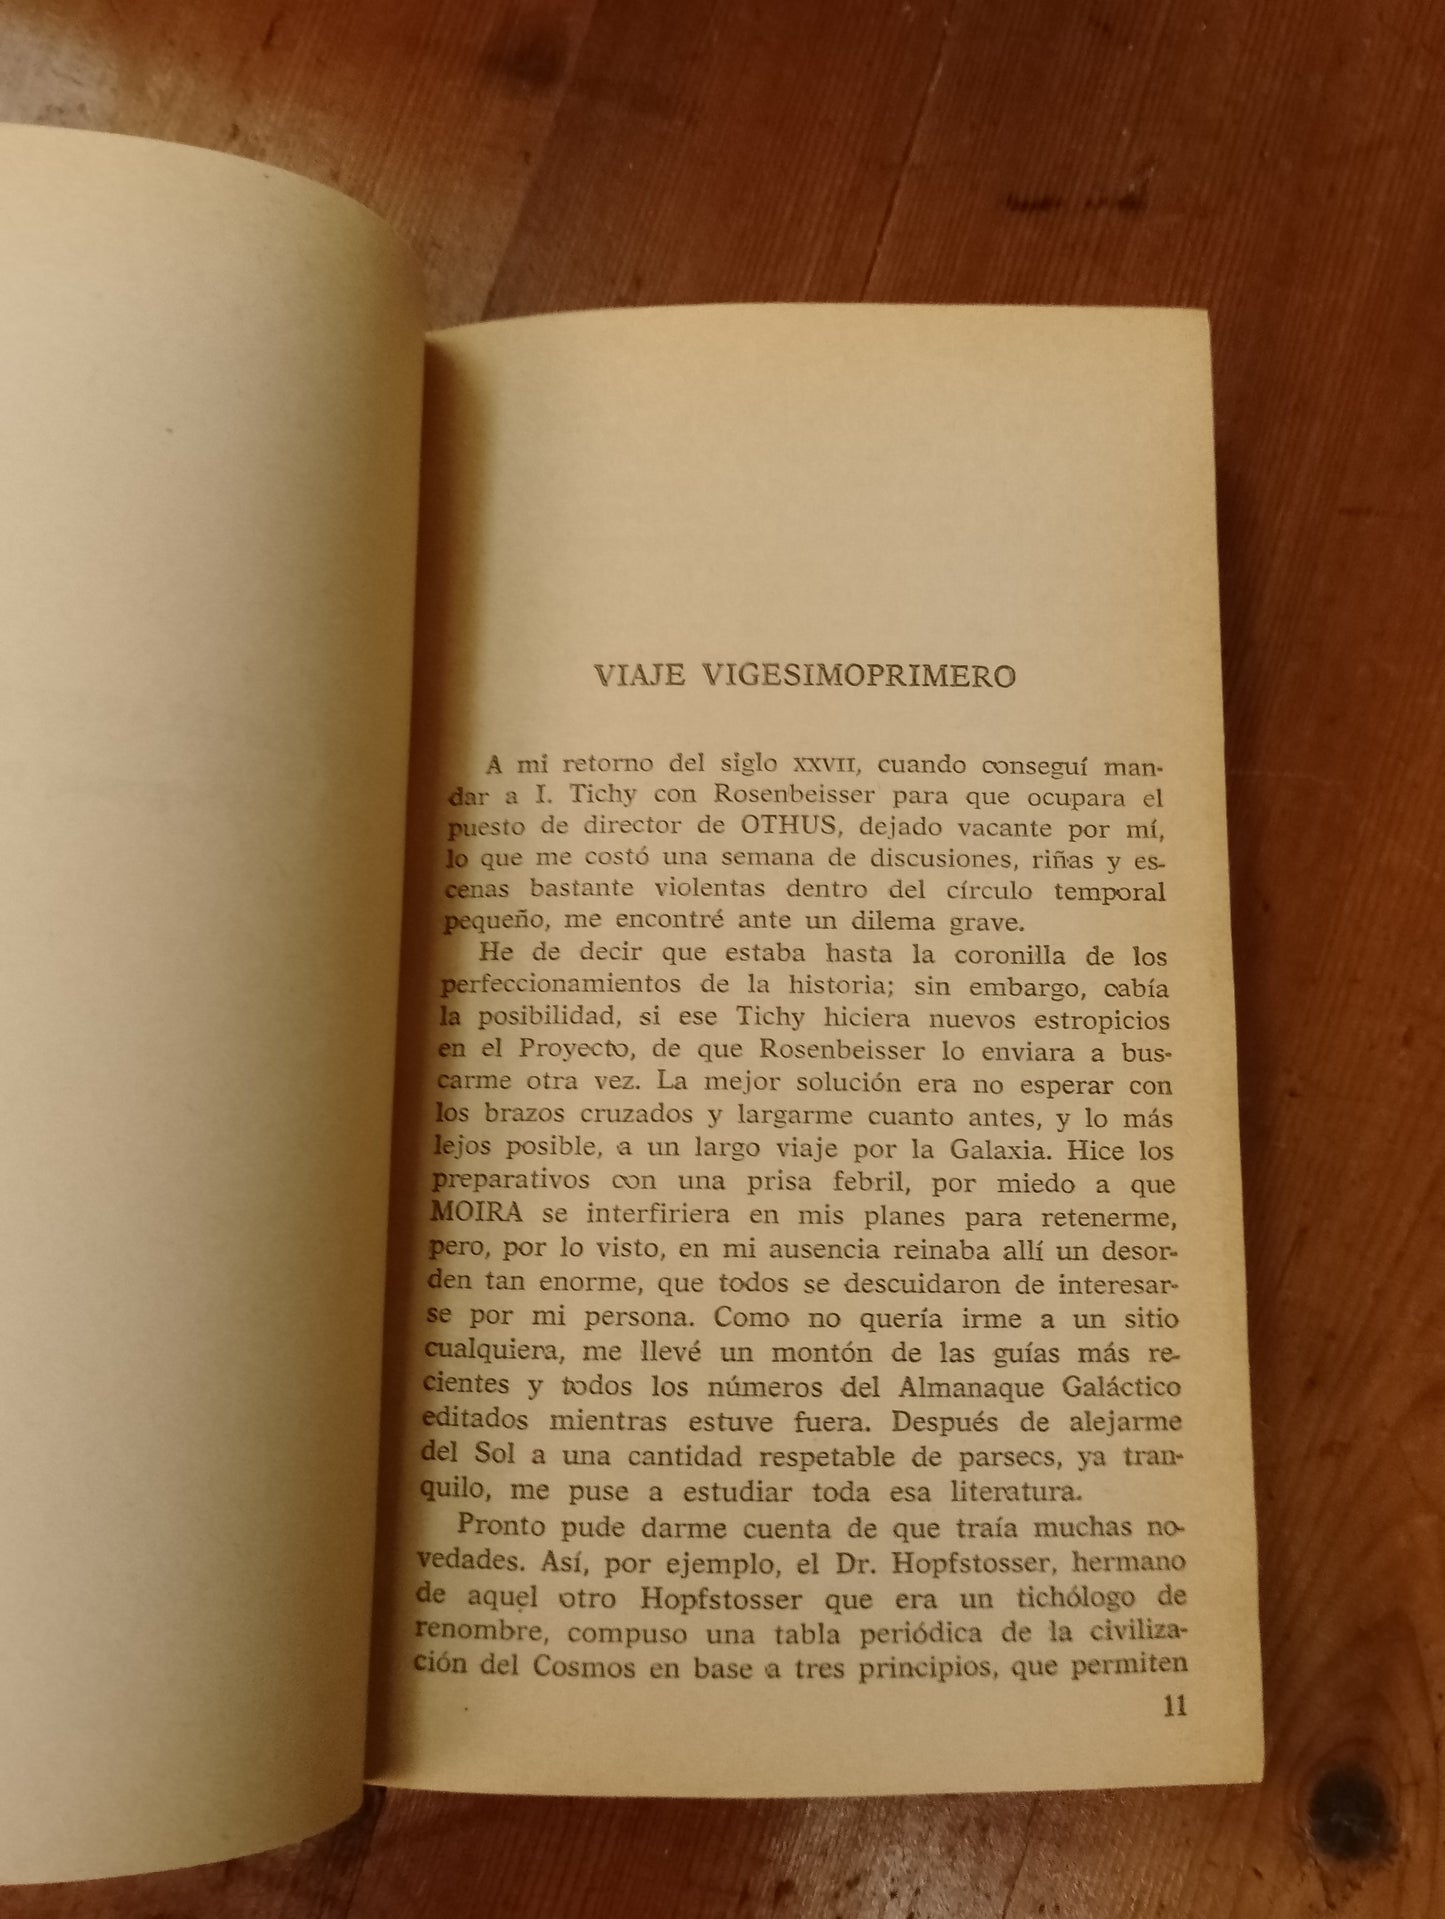 VIAJE VIGESIMOPRIMERO
A mi retorno del siglo XXVII, cuando conseguí man-
dar a I. Tichy con Rosenbeisser para que ocupara el
puesto de director de OTHUS, dejado vacante por mí,
lo que me costó una semana de discusiones, riñas y es-
cenas bastante violentas dentro del círculo temporal
pequeño, me encontré ante un dilema grave.
He de decir que estaba hasta la coronilla de los
perfeccionamientos de la historia; sin embargo, cabía
la posibilidad, si ese Tichy hiciera nuevos estropicios
en el Proyecto, de que Rosenbeisser lo enviara a bus-
carme otra vez. La mejor solución era no esperar con
los brazos cruzados y largarme cuanto antes, y lo más
lejos posible, a un largo viaje por la Galaxia. Hice los
preparativos con una prisa febril, por miedo a que
MOIRA se interfiriera en mis planes para retenerme,
pero, por lo visto, en mi ausencia reinaba allí un desor-
den tan enorme, que todos se descuidaron de interesar-
se por mi persona. Como no quería irme a un sitio
cualquiera, me llevé un montón de las guías más re-
cientes y todos los números del Almanaque Galáctico
editados mientras estuve fuera. Después de alejarme
del Sol a una cantidad respetable de parsecs, ya tran-
quilo, me puse a estudiar toda esa literatura.
Pronto pude darme cuenta de que traía muchas no-
vedades. Así, por ejemplo, el Dr. Hopfstosser, hermano
de aquel otro Hopfstosser que era un tichólogo de
renombre, compuso una tabla periódica de la civiliza-
ción del Cosmos en base a tres principios, que permiten
11